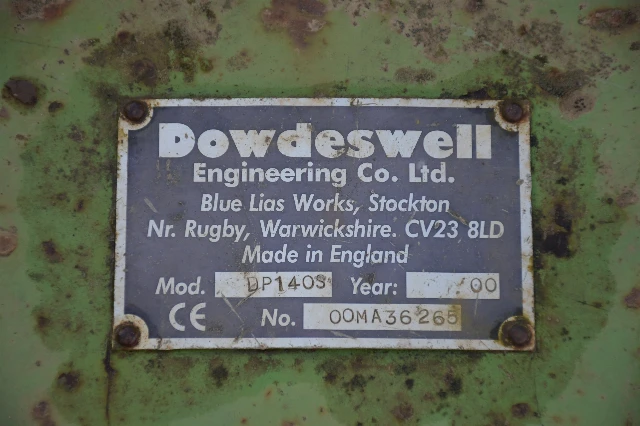 Dowdeswell
Engineering Co. Ltd.
Blue Lias Works, Stockton
Nr. Rugby, Warwickshire. CV23 8LD
Made in England
Mod. DP140S Year: 00
CE No. 00MA36265